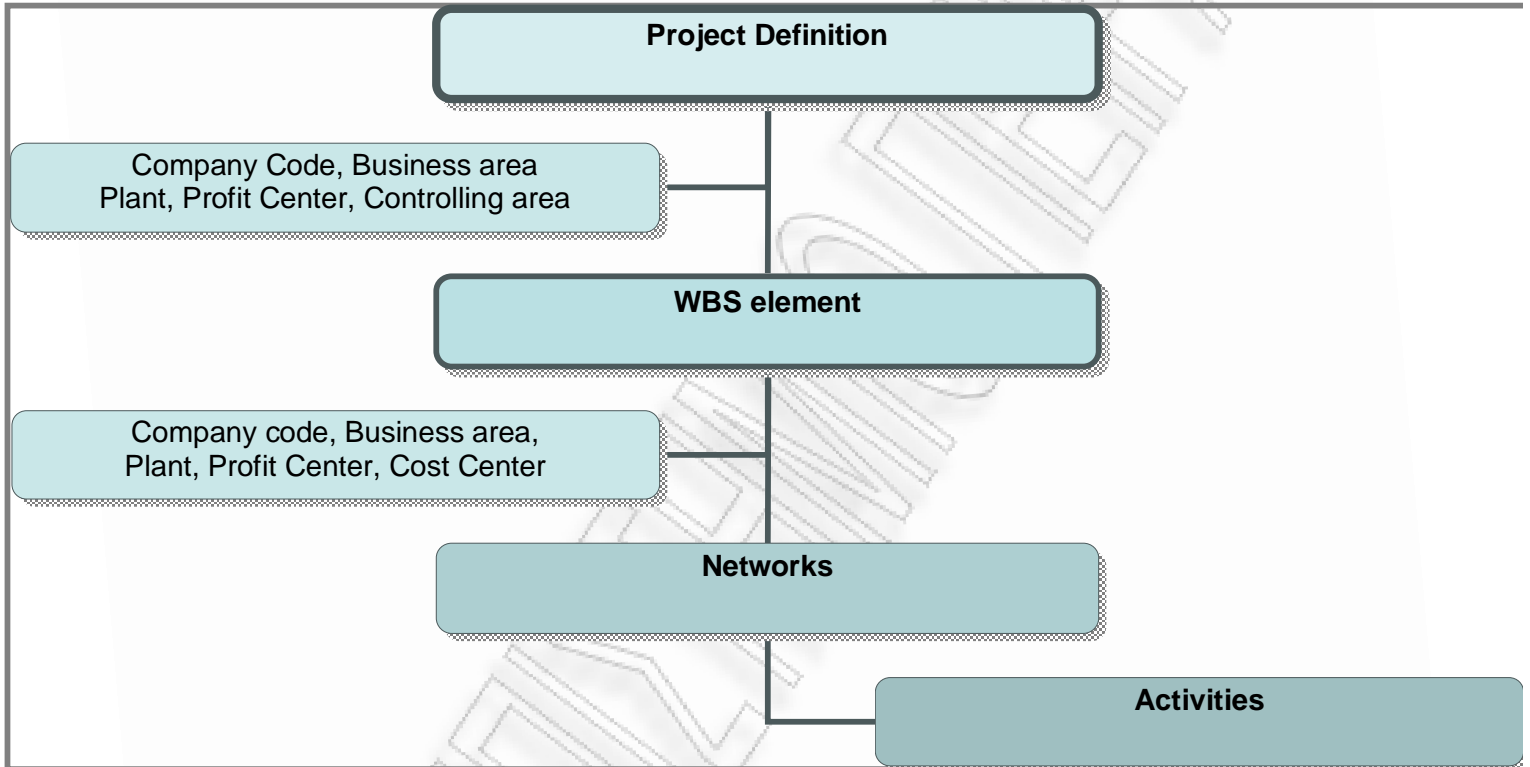 Project Definition
Company Code, Business area
Plant, Profit Center, Controlling area
WBS element
Company code, Business area,
Plant, Profit Center, Cost Center
Networks
Activities